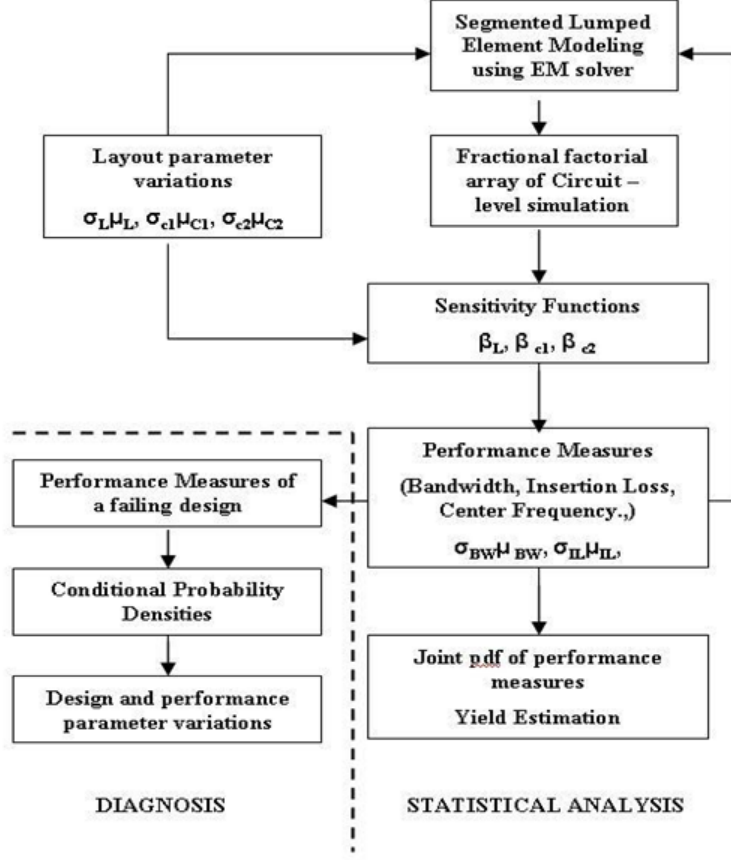 Segmented Lumped
Element Modeling
using EM solver
Layout parameter
variations
σLμL, σc1μC1, σc2μC2
Fractional factorial
array of Circuit –
level simulation
Sensitivity Functions
βL, β c1, β c2
Performance Measures
(Bandwidth, Insertion Loss,
Center Frequency.,)
σBWμ BW, σILμIL,
Performance Measures of
a failing design
Conditional Probability
Densities
Design and performance
parameter variations
Joint pdf of performance
measures
Yield Estimation
DIAGNOSIS
STATISTICAL ANALYSIS